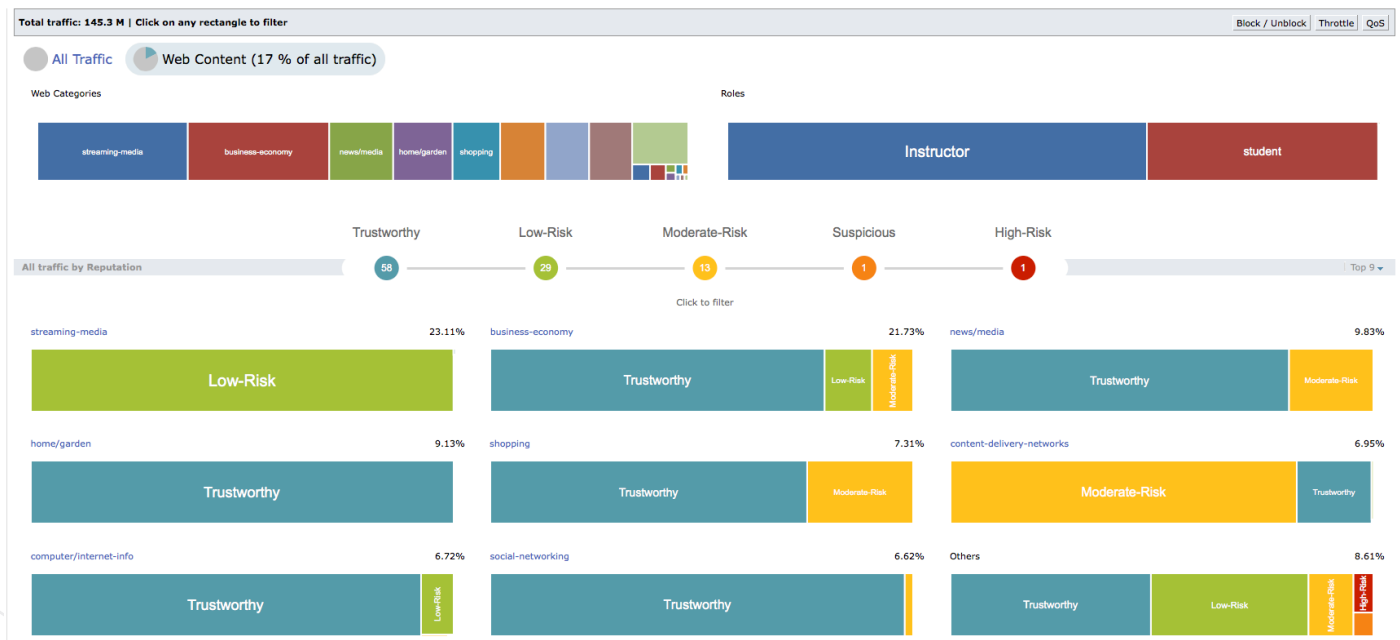 Total traffic: 145.3 M | Click on any rectangle to filter
Block / Unblock Throttle QoS
All Traffic Web Content (17 % of all traffic)
Web Categories Roles
streaming-media business-economy news/media home/garden shopping Instructor student
Trustworthy Low-Risk Moderate-Risk Suspicious High-Risk
All traffic by Reputation 58 29 13 1 1 Top 9
Click to filter
streaming-media 23.11% business-economy 21.73% news/media 9.83%
Low-Risk Trustworthy Low-Risk Moderate-Risk Trustworthy Moderate-Risk
home/garden 9.13% shopping 7.31% content-delivery-networks 6.95%
Trustworthy Trustworthy Moderate-Risk Moderate-Risk Trustworthy
computer/internet-info 6.72% social-networking 6.62% Others 8.61%
Trustworthy Low-Risk Trustworthy Trustworthy Low-Risk Moderate-Risk High-Risk